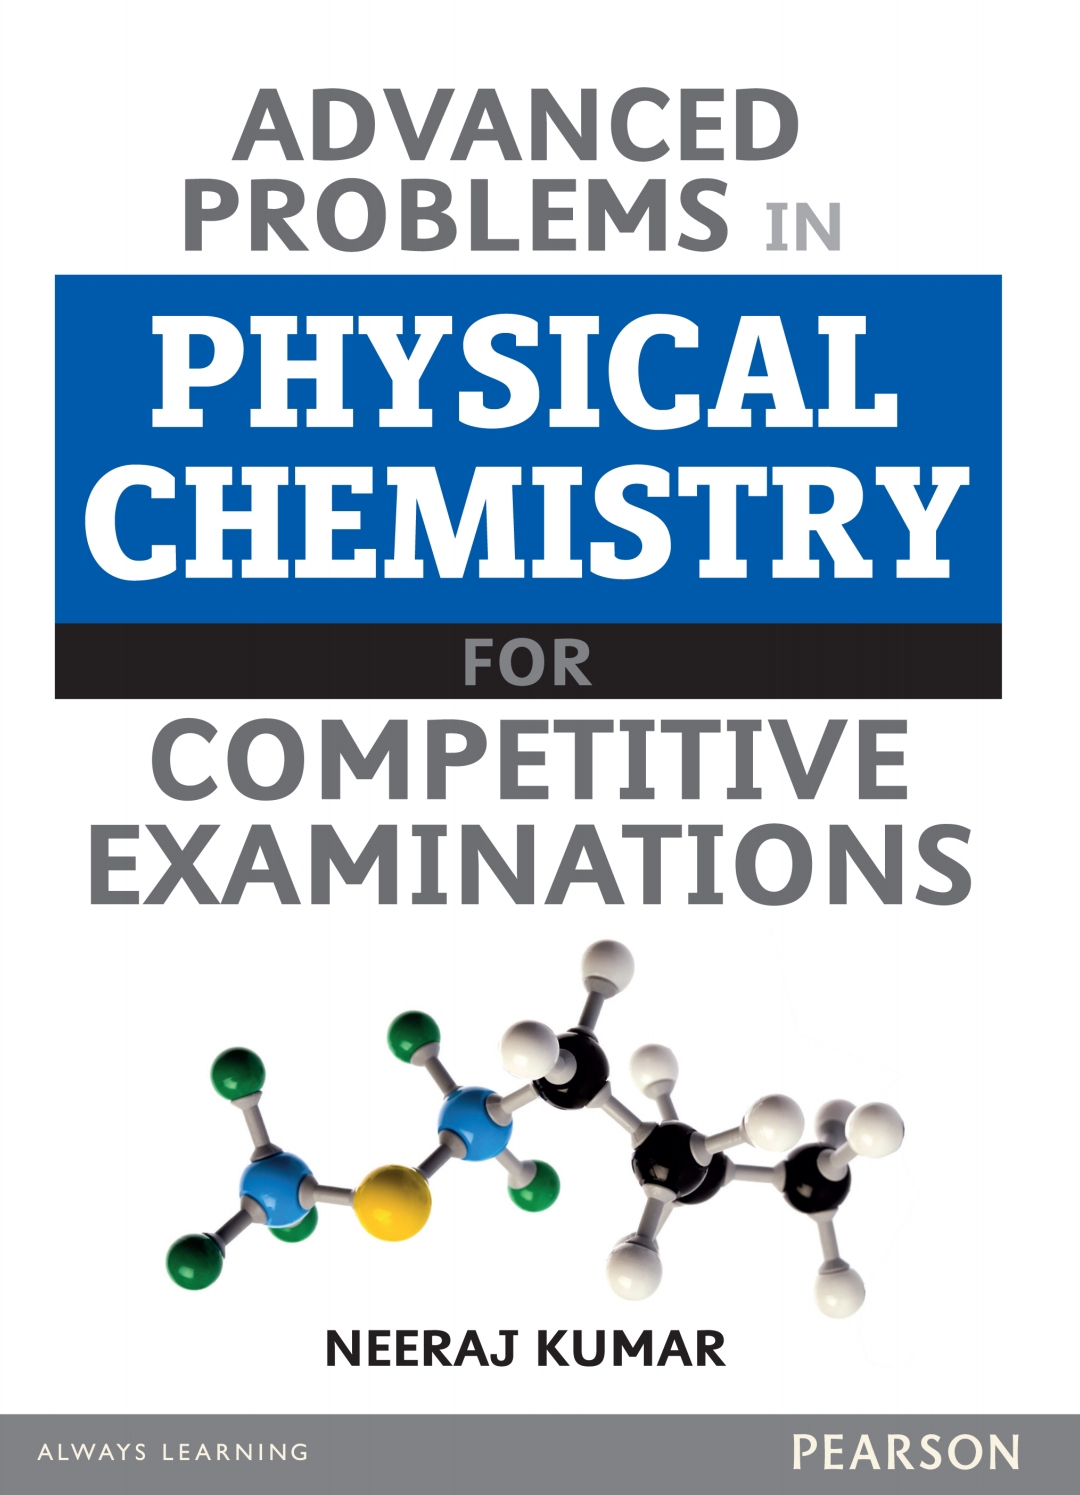 ADVANCED
PROBLEMS IN
PHYSICAL
CHEMISTRY
FOR
COMPETITIVE
EXAMINATIONS
NEERAJ KUMAR
ALWAYS LEARNING
PEARSON